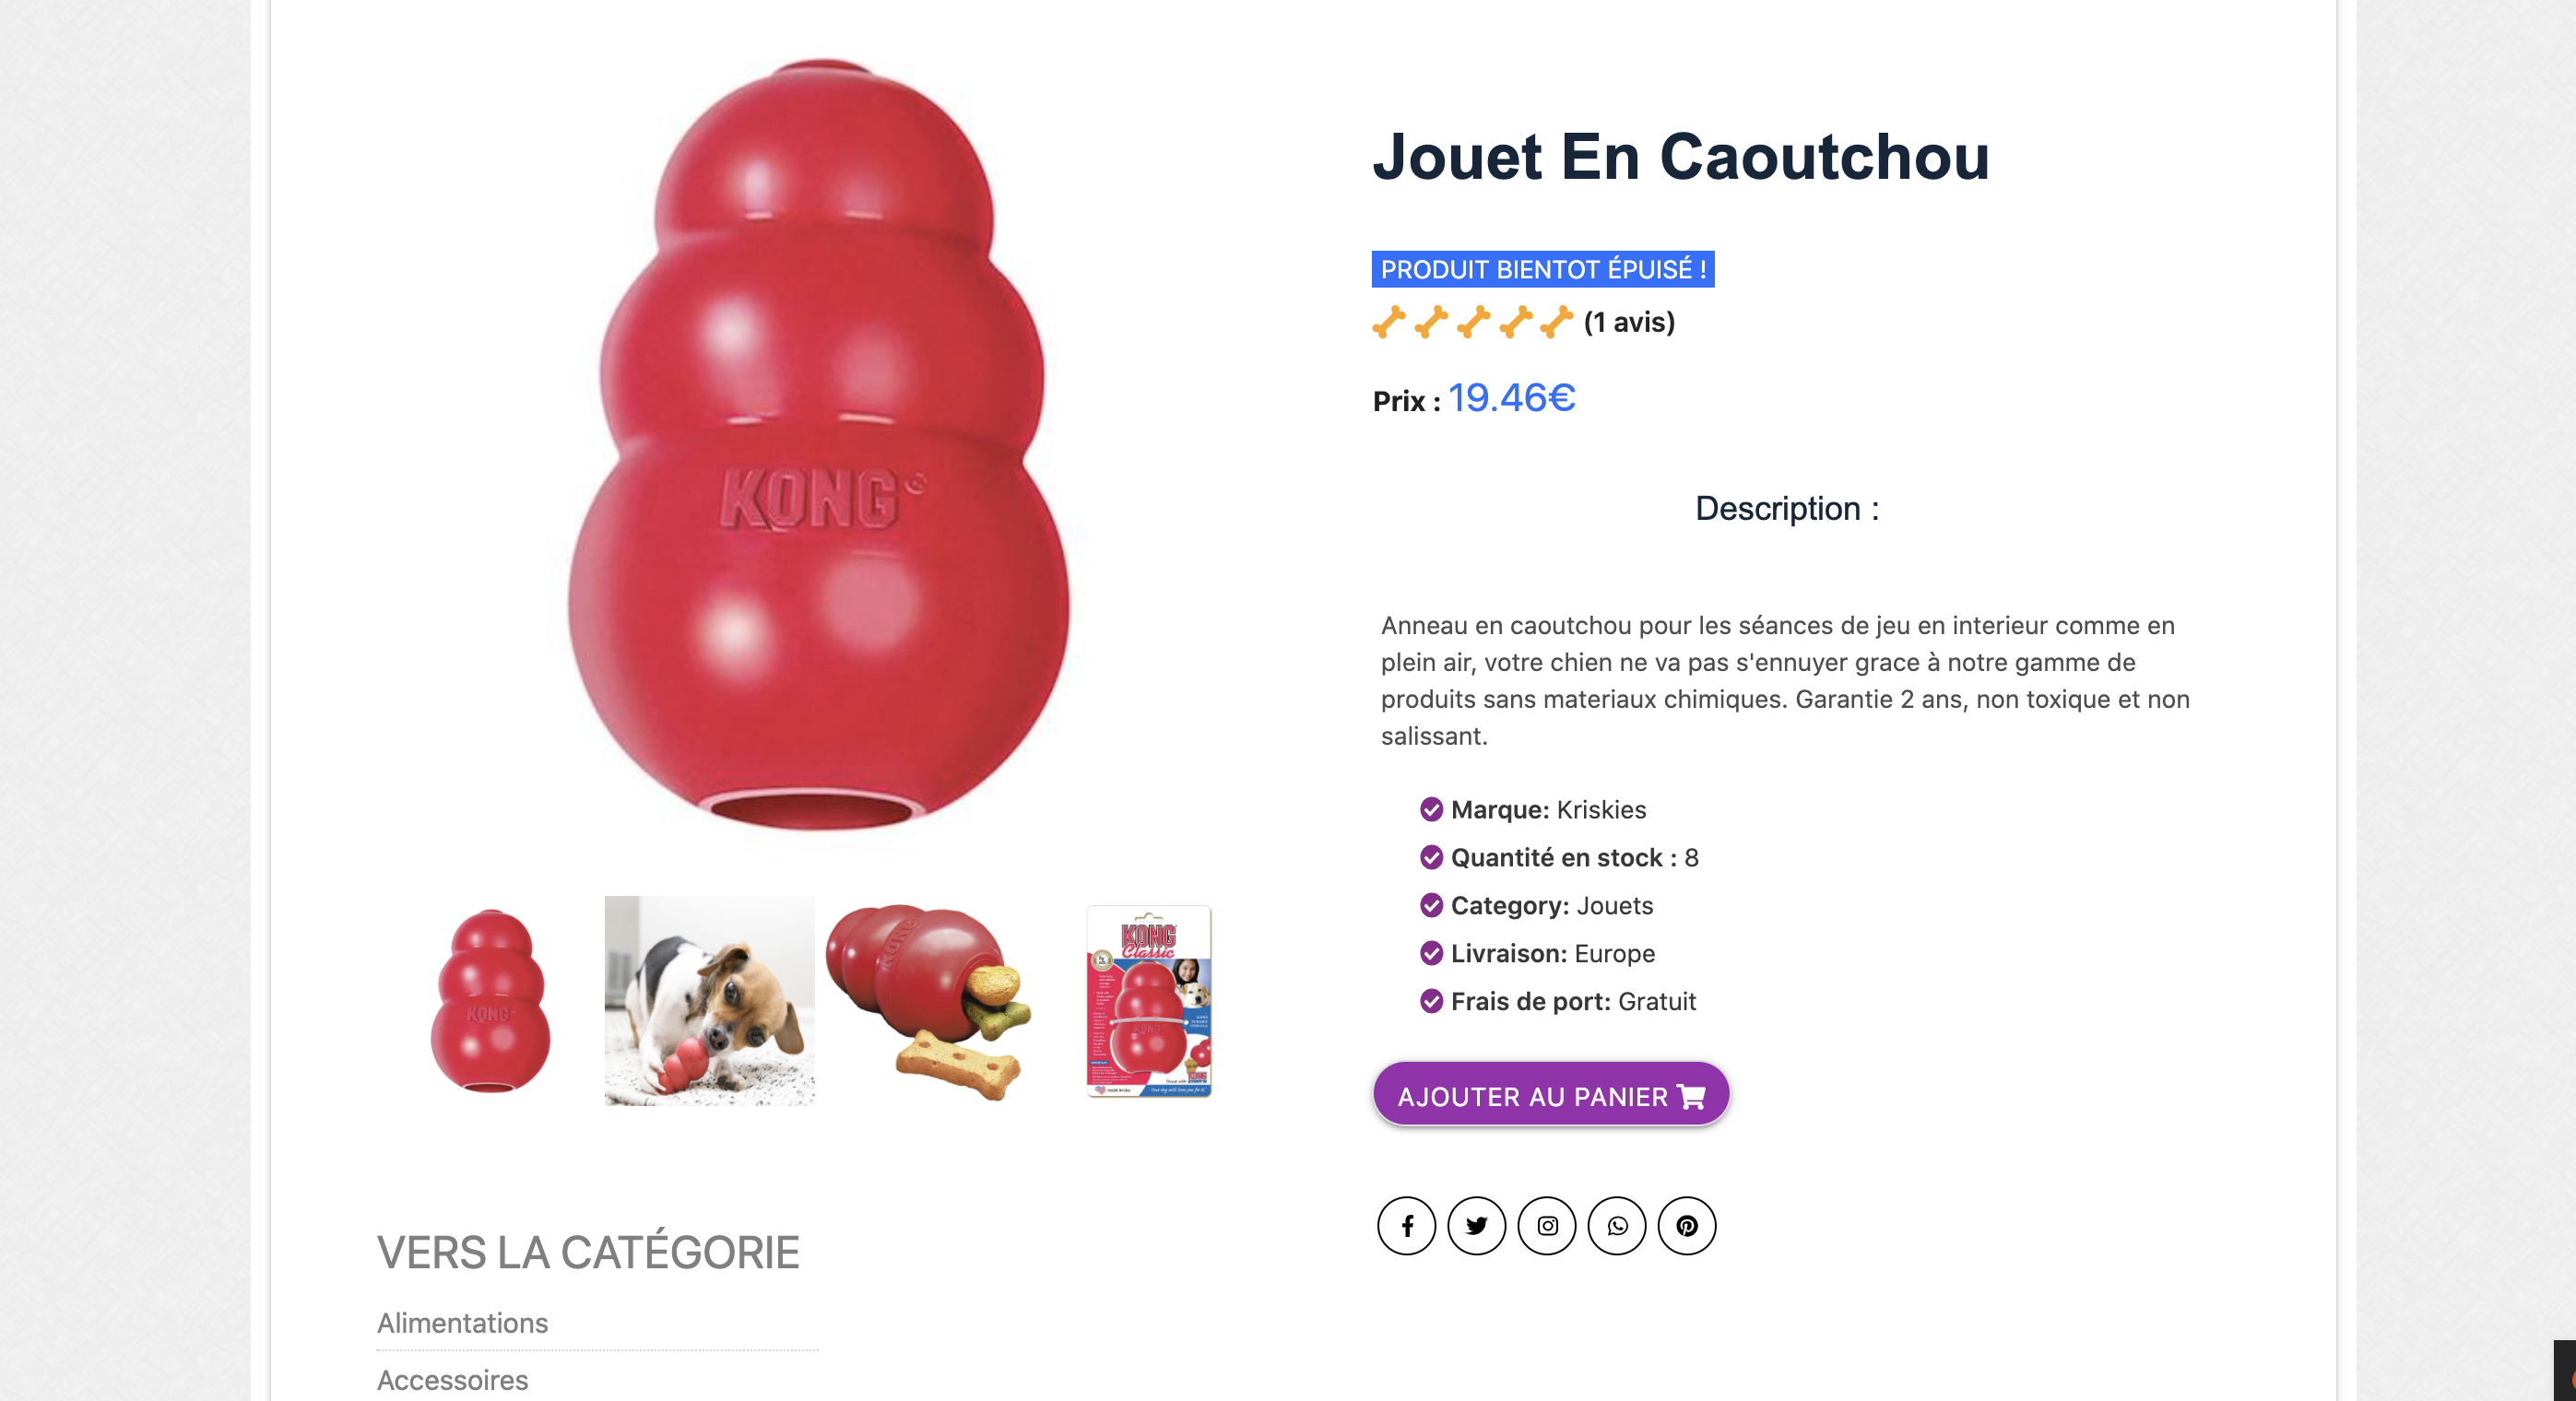 Jouet En Caoutchou
PRODUIT BIENTOT ÉPUISÉ !
(1 avis)
Prix : 19.46€
KONG
Description :
Anneau en caoutchou pour les séances de jeu en interieur comme en
plein air, votre chien ne va pas s'ennuyer grace à notre gamme de
produits sans materiaux chimiques. Garantie 2 ans, non toxique et non
salissant.
Marque: Kriskies
Quantité en stock : 8
Category: Jouets
Livraison: Europe
Frais de port: Gratuit
KONG
KONG
KONG
Classic
KONG
AJOUTER AU PANIER
VERS LA CATÉGORIE
Alimentations
Accessoires